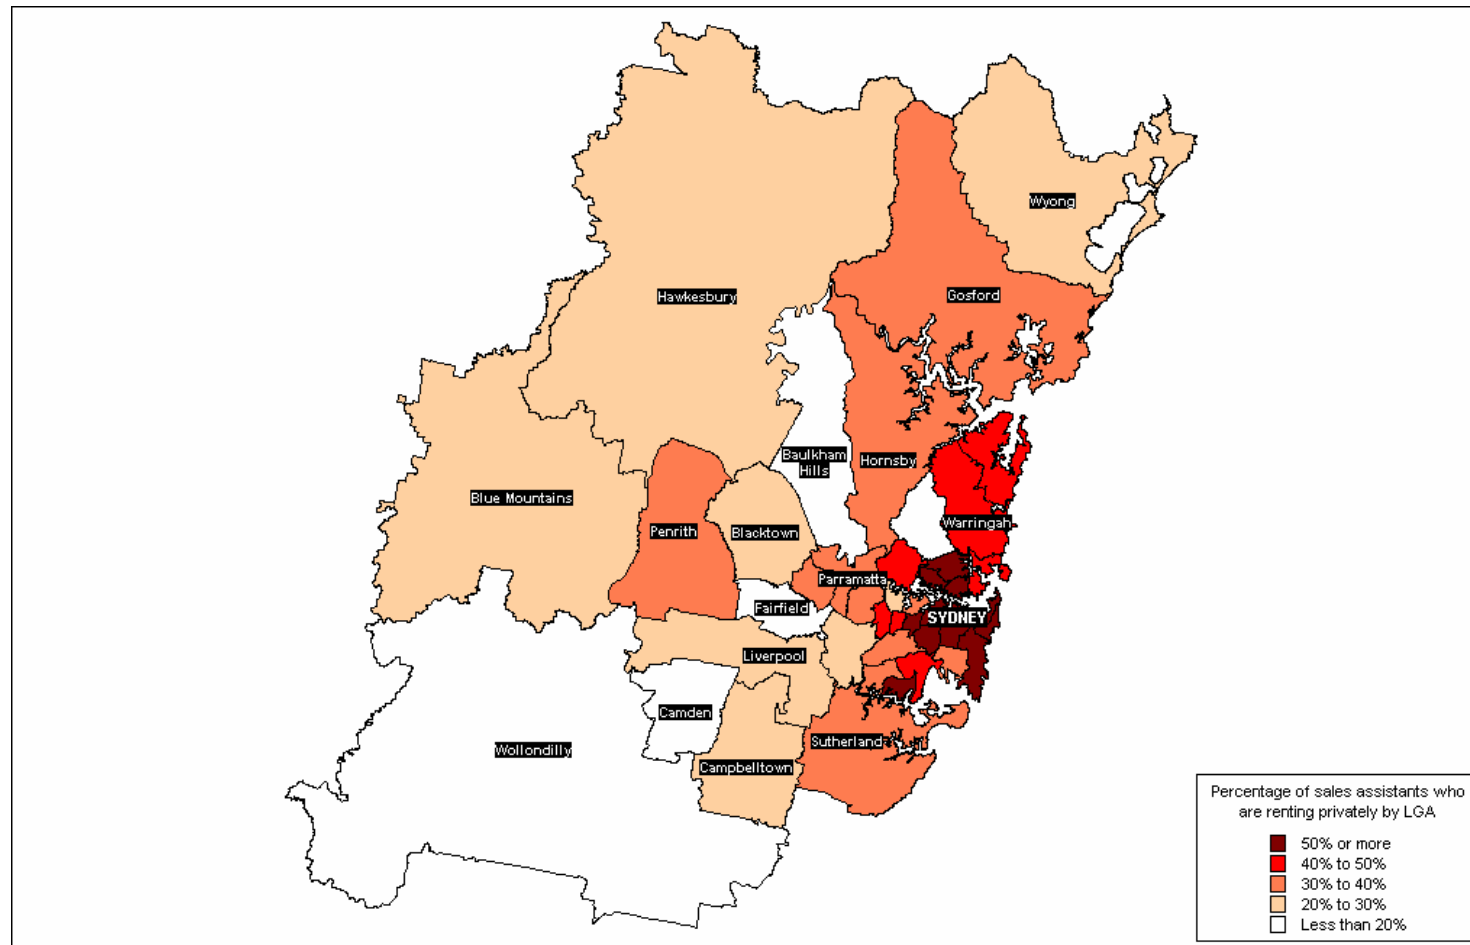 Wyong
Hawkesbury
Gosford
Baulkham
Hills
Hornsby
Blue Mountains
Penrith
Blacktown
Warringah
Parramatta
Fairfield
SYDNEY
Liverpool
Camden
Wollondilly
Sutherland
Campbelltown
Percentage of sales assistants who
are renting privately by LGA
50% or more
40% to 50%
30% to 40%
20% to 30%
Less than 20%